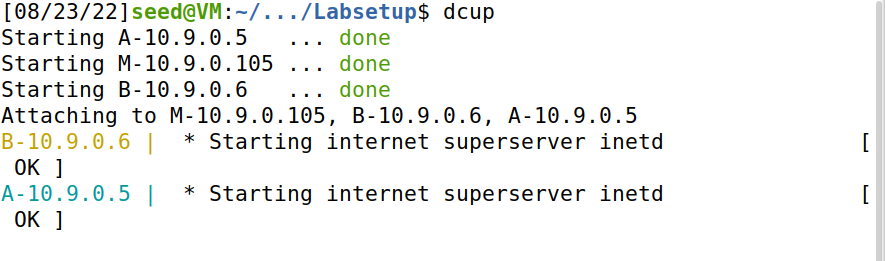 [08/23/22]seed@VM:~/.../Labsetup$ dcup
Starting A-10.9.0.5   ... done
Starting M-10.9.0.105 ... done
Starting B-10.9.0.6   ... done
Attaching to M-10.9.0.105, B-10.9.0.6, A-10.9.0.5
B-10.9.0.6 |  * Starting internet superserver inetd               [
 OK ]
A-10.9.0.5 |  * Starting internet superserver inetd               [
 OK ]